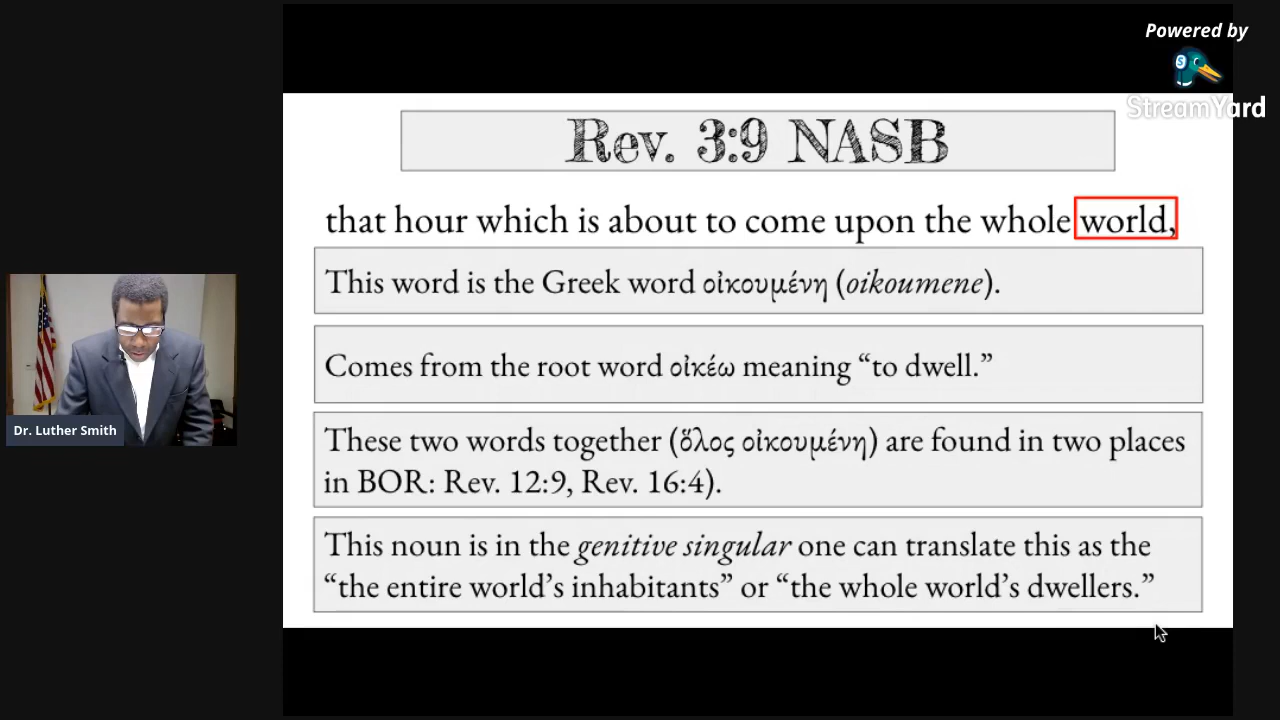 Powered by
StreamYard
Rev. 3:9 NASB
that hour which is about to come upon the whole world,
This word is the Greek word οἰκουμένη (oikoumene).
Comes from the root word οἰκέω meaning “to dwell.”
These two words together (ὅλος οἰκουμένη) are found in two places
in BOR: Rev. 12:9, Rev. 16:4).
This noun is in the genitive singular one can translate this as the
“the entire world’s inhabitants” or “the whole world’s dwellers.”
Dr. Luther Smith